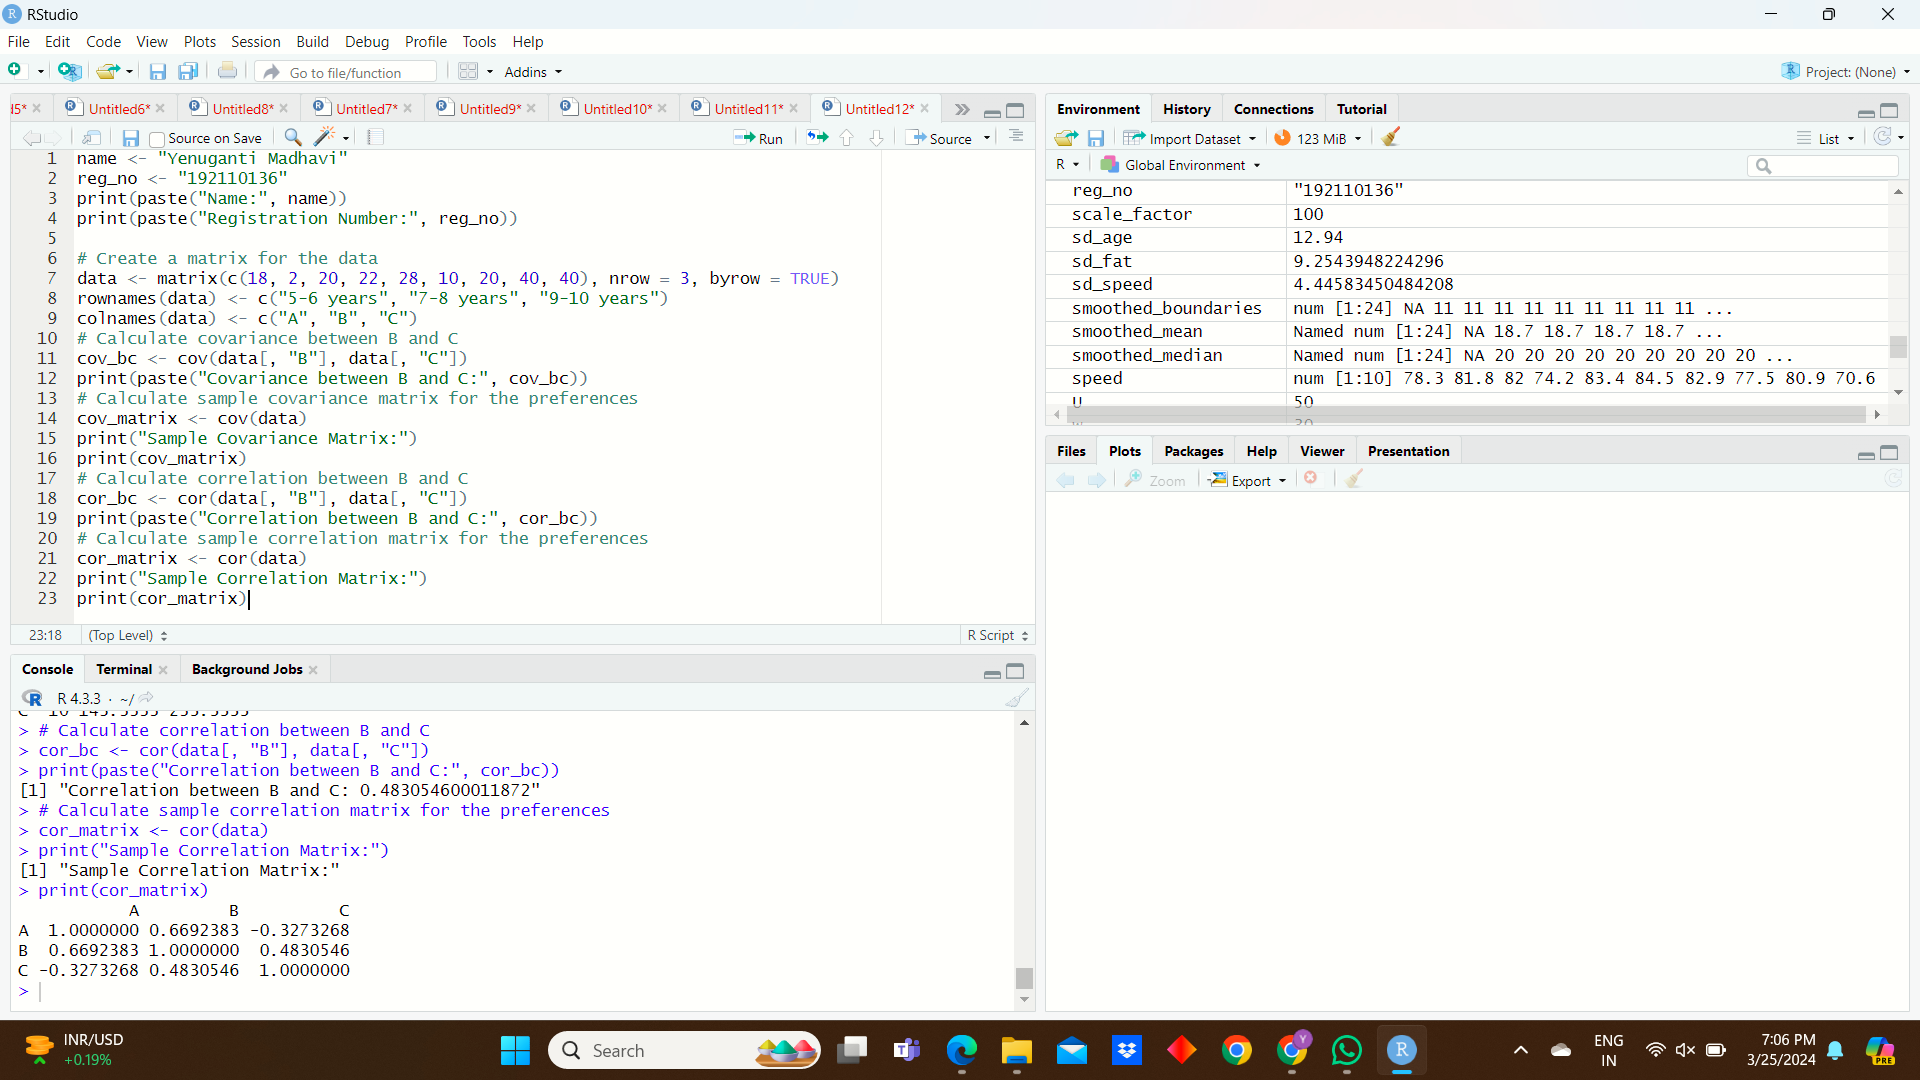 RStudio
File Edit Code View Plots Session Build Debug Profile Tools Help
Go to file/function Addins Project: (None)
d5* Untitled6* Untitled8* Untitled7* Untitled9* Untitled10* Untitled11* Untitled12*
Source on Save Run Source
1 name <- "Yenuganti Madhavi"
2 reg_no <- "192110136"
3 print(paste("Name:", name))
4 print(paste("Registration Number:", reg_no))
5
6 # Create a matrix for the data
7 data <- matrix(c(18, 2, 20, 22, 28, 10, 20, 40, 40), nrow = 3, byrow = TRUE)
8 rownames(data) <- c("5-6 years", "7-8 years", "9-10 years")
9 colnames(data) <- c("A", "B", "C")
10 # Calculate covariance between B and C
11 cov_bc <- cov(data[, "B"], data[, "C"])
12 print(paste("Covariance between B and C:", cov_bc))
13 # Calculate sample covariance matrix for the preferences
14 cov_matrix <- cov(data)
15 print("Sample Covariance Matrix:")
16 print(cov_matrix)
17 # Calculate correlation between B and C
18 cor_bc <- cor(data[, "B"], data[, "C"])
19 print(paste("Correlation between B and C:", cor_bc))
20 # Calculate sample correlation matrix for the preferences
21 cor_matrix <- cor(data)
22 print("Sample Correlation Matrix:")
23 print(cor_matrix)
23:18 (Top Level) R Script
Console Terminal Background Jobs
R 4.3.3 · ~/
> # Calculate correlation between B and C
> cor_bc <- cor(data[, "B"], data[, "C"])
> print(paste("Correlation between B and C:", cor_bc))
[1] "Correlation between B and C: 0.483054600011872"
> # Calculate sample correlation matrix for the preferences
> cor_matrix <- cor(data)
> print("Sample Correlation Matrix:")
[1] "Sample Correlation Matrix:"
> print(cor_matrix)
A B C
A 1.0000000 0.6692383 -0.3273268
B 0.6692383 1.0000000 0.4830546
C -0.3273268 0.4830546 1.0000000
>
Environment History Connections Tutorial
Import Dataset 123 MiB List
R Global Environment
reg_no "192110136"
scale_factor 100
sd_age 12.94
sd_fat 9.2543948224296
sd_speed 4.44583450484208
smoothed_boundaries num [1:24] NA 11 11 11 11 11 11 11 11 11 ...
smoothed_mean Named num [1:24] NA 18.7 18.7 18.7 18.7 ...
smoothed_median Named num [1:24] NA 20 20 20 20 20 20 20 20 20 ...
speed num [1:10] 78.3 81.8 82 74.2 83.4 84.5 82.9 77.5 80.9 70.6
50
Files Plots Packages Help Viewer Presentation
Zoom Export
INR/USD
+0.19%
Search
ENG
IN
7:06 PM
3/25/2024
PRE